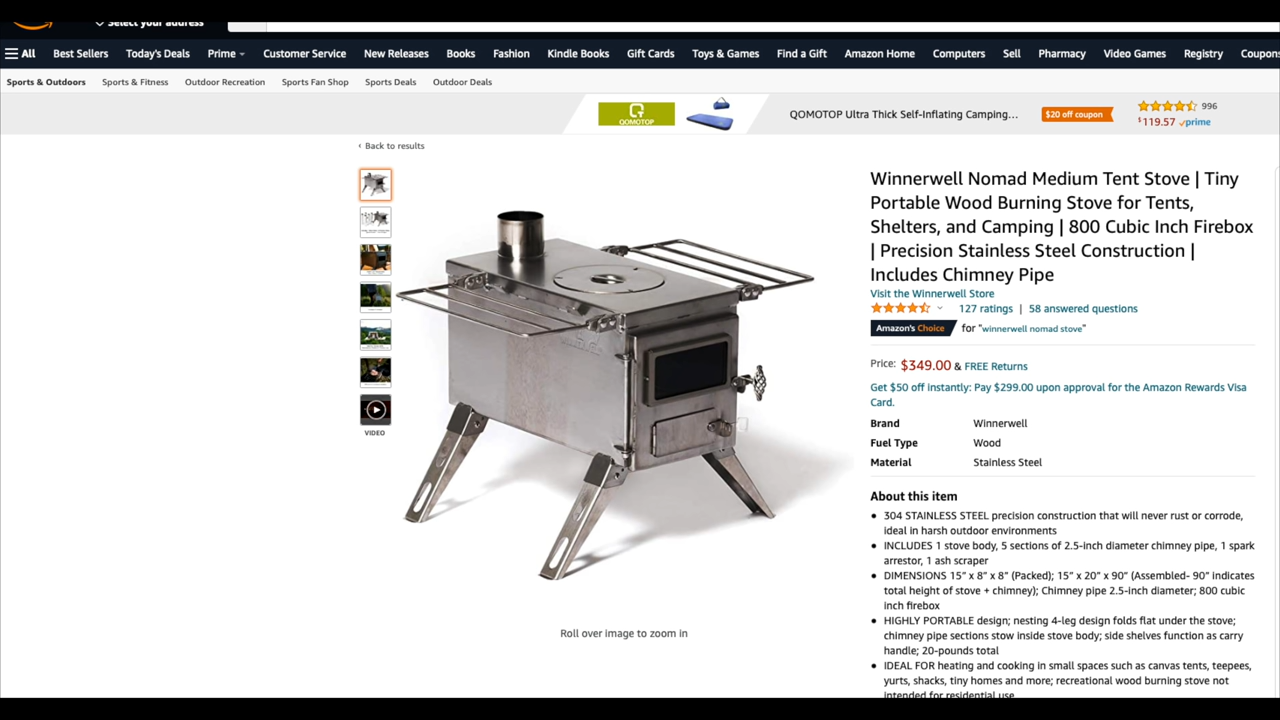 Select your address
All Best Sellers Today's Deals Prime Customer Service New Releases Books Fashion Kindle Books Gift Cards Toys & Games Find a Gift Amazon Home Computers Sell Pharmacy Video Games Registry Coupons
Sports & Outdoors Sports & Fitness Outdoor Recreation Sports Fan Shop Sports Deals Outdoor Deals
QOMOTOP
QOMOTOP Ultra Thick Self-Inflating Camping...
$20 off coupon
996
$119.57 prime
‹ Back to results
Winnerwell Nomad Medium Tent Stove | Tiny
Portable Wood Burning Stove for Tents,
Shelters, and Camping | 800 Cubic Inch Firebox
| Precision Stainless Steel Construction |
Includes Chimney Pipe
Visit the Winnerwell Store
127 ratings | 58 answered questions
Amazon's Choice for "winnerwell nomad stove"
Price: $349.00 & FREE Returns
Get $50 off instantly: Pay $299.00 upon approval for the Amazon Rewards Visa
Card.
Brand Winnerwell
Fuel Type Wood
Material Stainless Steel
About this item
• 304 STAINLESS STEEL precision construction that will never rust or corrode,
ideal in harsh outdoor environments
• INCLUDES 1 stove body, 5 sections of 2.5-inch diameter chimney pipe, 1 spark
arrestor, 1 ash scraper
• DIMENSIONS 15” x 8” x 8” (Packed); 15” x 20” x 90” (Assembled- 90” indicates
total height of stove + chimney); Chimney pipe 2.5-inch diameter; 800 cubic
inch firebox
• HIGHLY PORTABLE design; nesting 4-leg design folds flat under the stove;
chimney pipe sections stow inside stove body; side shelves function as carry
handle; 20-pounds total
• IDEAL FOR heating and cooking in small spaces such as canvas tents, teepees,
yurts, shacks, tiny homes and more; recreational wood burning stove not
intended for residential use
VIDEO
Roll over image to zoom in